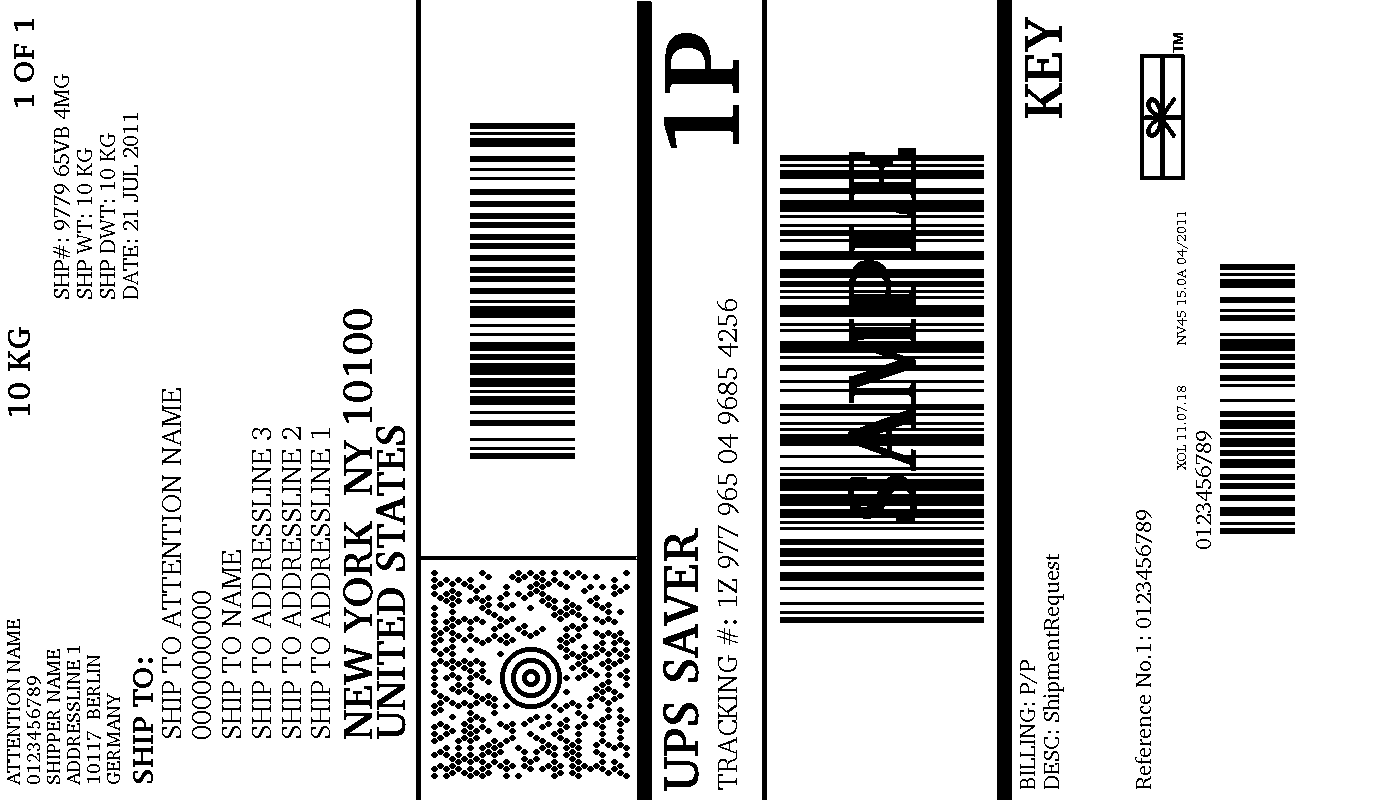 ATTENTION NAME
0123456789
SHIPPER NAME
ADDRESSLINE 1
10117 BERLIN
GERMANY
10 KG
1 OF 1
SHP#: 9779 65VB 4MG
SHP WT: 10 KG
SHP DWT: 10 KG
DATE: 21 JUL 2011
SHIP TO:
SHIP TO ATTENTION NAME
0000000000
SHIP TO NAME
SHIP TO ADDRESSLINE 3
SHIP TO ADDRESSLINE 2
SHIP TO ADDRESSLINE 1
NEW YORK NY 10100
UNITED STATES
UPS SAVER
1P
TRACKING #: 1Z 977 965 04 9685 4256
SAMPLE
BILLING: P/P
DESC: ShipmentRequest
KEY
Reference No.1: 0123456789
TM
XOL 11.07.18 NV45 15.0A 04/2011
0123456789